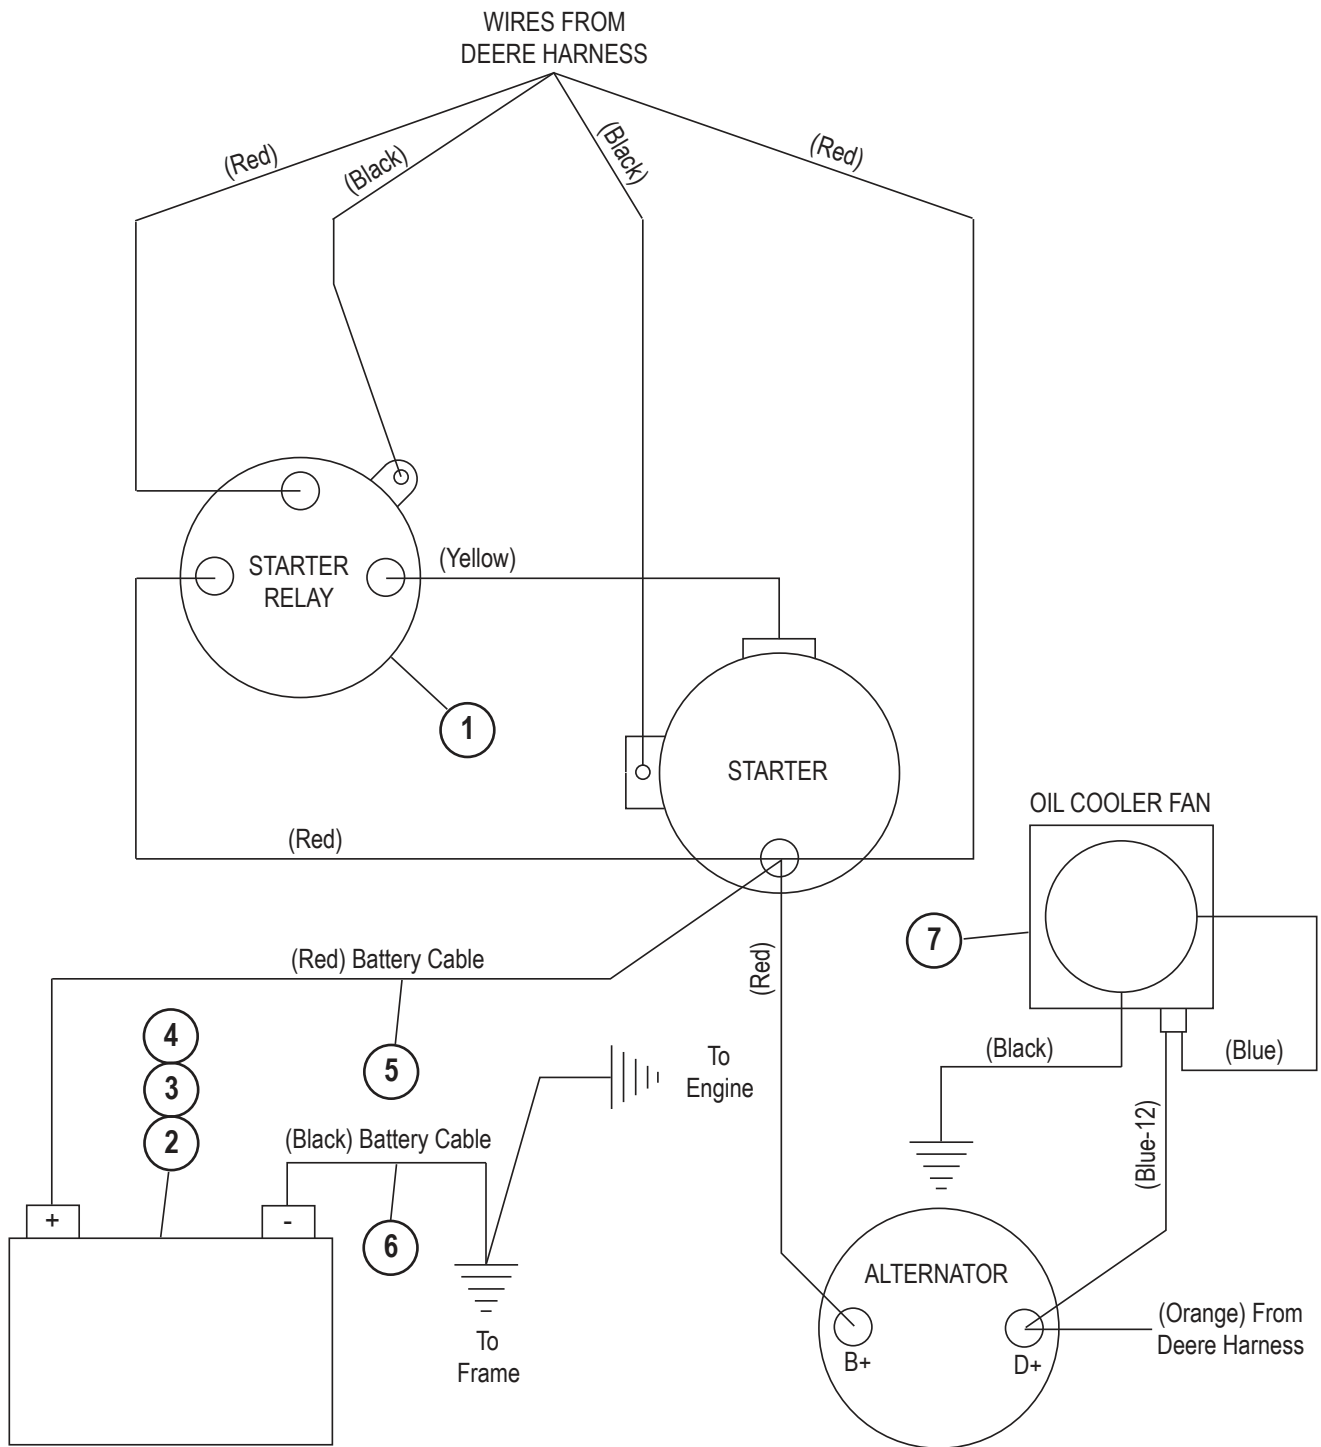 WIRES FROM
DEERE HARNESS
(Red)
(Black)
(Black)
(Red)
(Yellow)
STARTER
RELAY
1
STARTER
OIL COOLER FAN
(Red)
7
(Red) Battery Cable
(Red)
4
3
2
5
To
Engine
(Black)
(Blue)
(Blue-12)
(Black) Battery Cable
6
+
-
To
Frame
ALTERNATOR
B+
D+
(Orange) From
Deere Harness